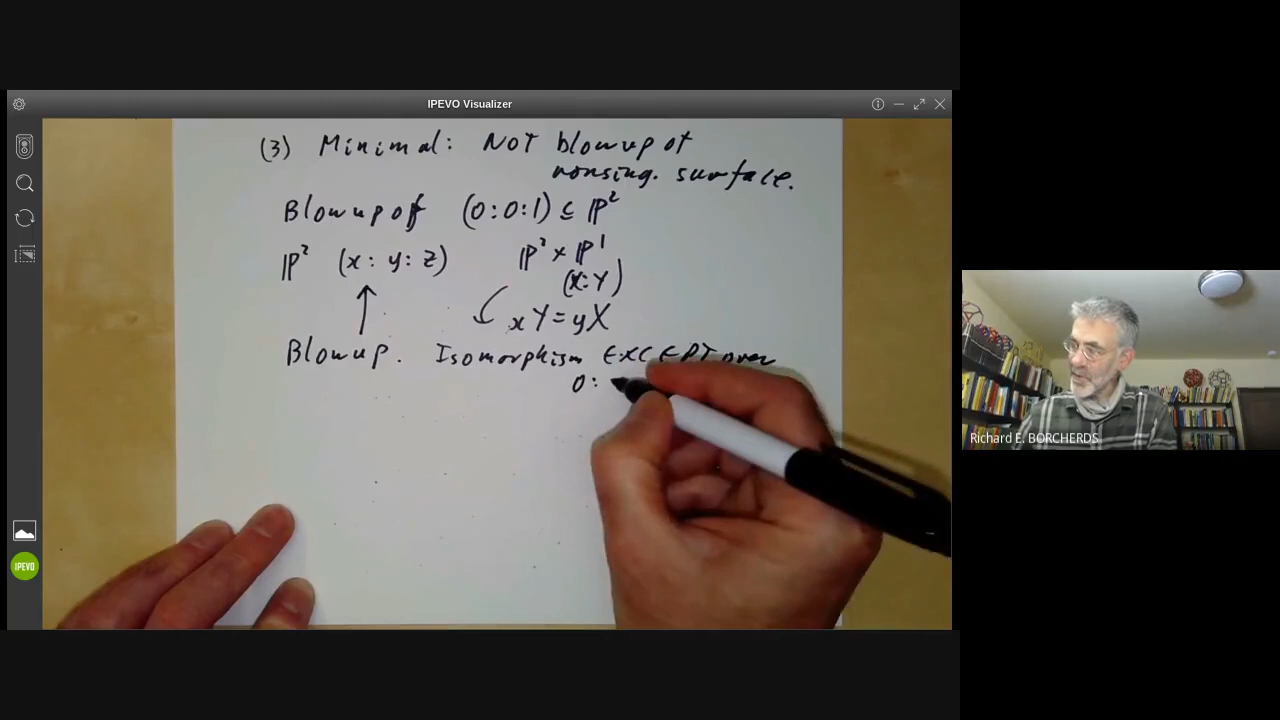 IPEVO Visualizer
(3) Minimal: NOT blowup of
nonsing. surface.
Blowup of (0:0:1) ⊆ ℙ²
ℙ² (x: y: z) ℙ² × ℙ¹
(X:Y)
xY = yX
Blowup. Isomorphism EXCEPT over
0:
IPEVO
Richard E. BORCHERDS